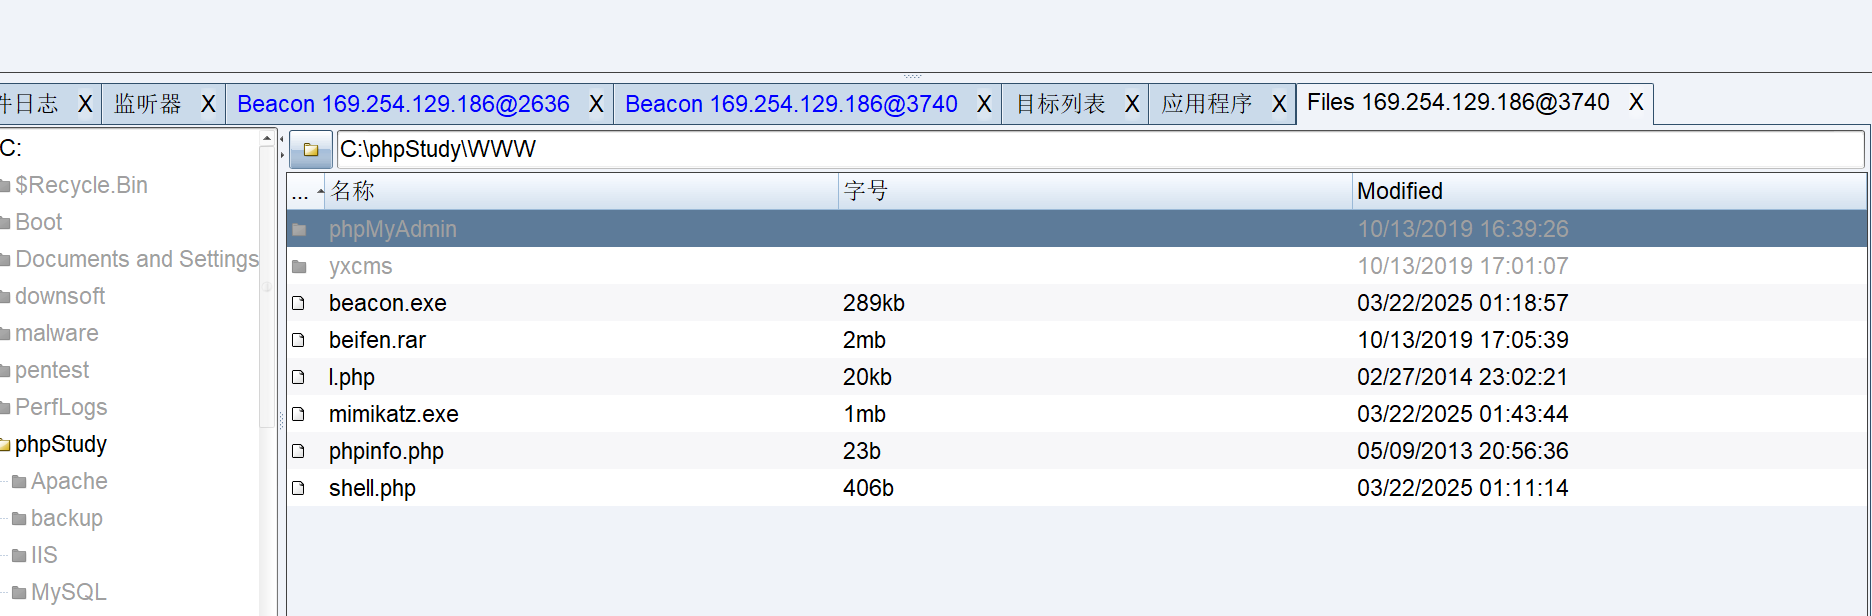 件日志 X 监听器 X Beacon 169.254.129.186@2636 X Beacon 169.254.129.186@3740 X 目标列表 X 应用程序 X Files 169.254.129.186@3740 X
C:
$Recycle.Bin
Boot
Documents and Settings
downsoft
malware
pentest
PerfLogs
phpStudy
Apache
backup
IIS
MySQL
C:\phpStudy\WWW
... 名称 字号 Modified
phpMyAdmin 10/13/2019 16:39:26
yxcms 10/13/2019 17:01:07
beacon.exe 289kb 03/22/2025 01:18:57
beifen.rar 2mb 10/13/2019 17:05:39
l.php 20kb 02/27/2014 23:02:21
mimikatz.exe 1mb 03/22/2025 01:43:44
phpinfo.php 23b 05/09/2013 20:56:36
shell.php 406b 03/22/2025 01:11:14